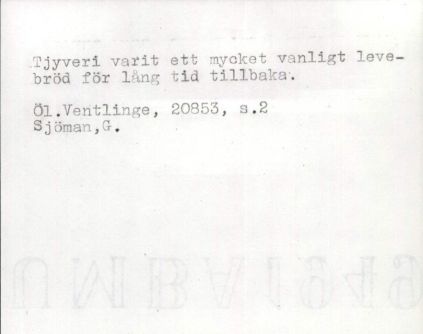 Tjyveri varit ett mycket vanligt leve-
bröd för lång tid tillbaka.
Öl.Ventlinge, 20853, s.2
Sjöman,G.